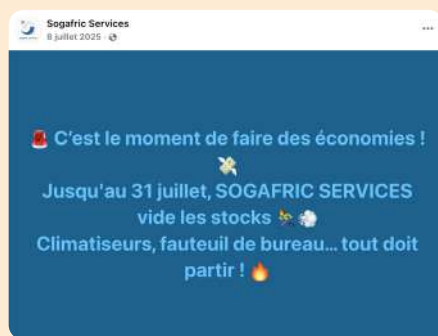 Sogafric Services
8 juillet 2025 ·
🚨 C'est le moment de faire des économies !
💸
Jusqu'au 31 juillet, SOGAFRIC SERVICES
vide les stocks 🏃💨
Climatiseurs, fauteuil de bureau... tout doit
partir ! 🔥